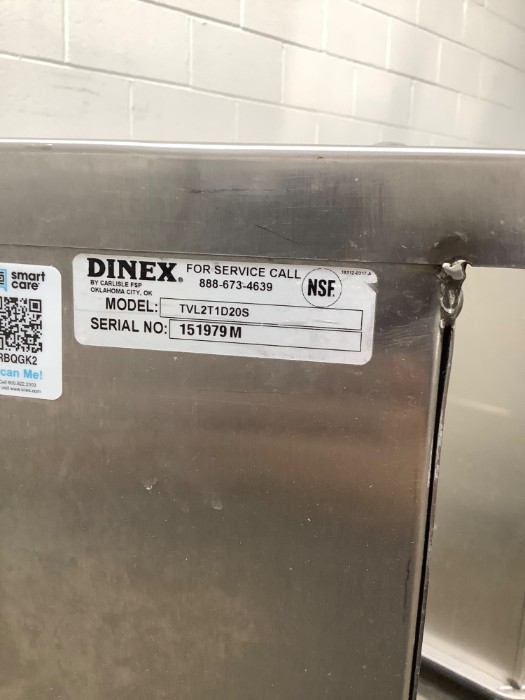 smart
care
RBQGK2
can Me!
DINEX® FOR SERVICE CALL
BY CARLISLE FSP
OKLAHOMA CITY, OK
888-673-4639
NSF
MODEL: TVL2T1D20S
SERIAL NO: 151979M